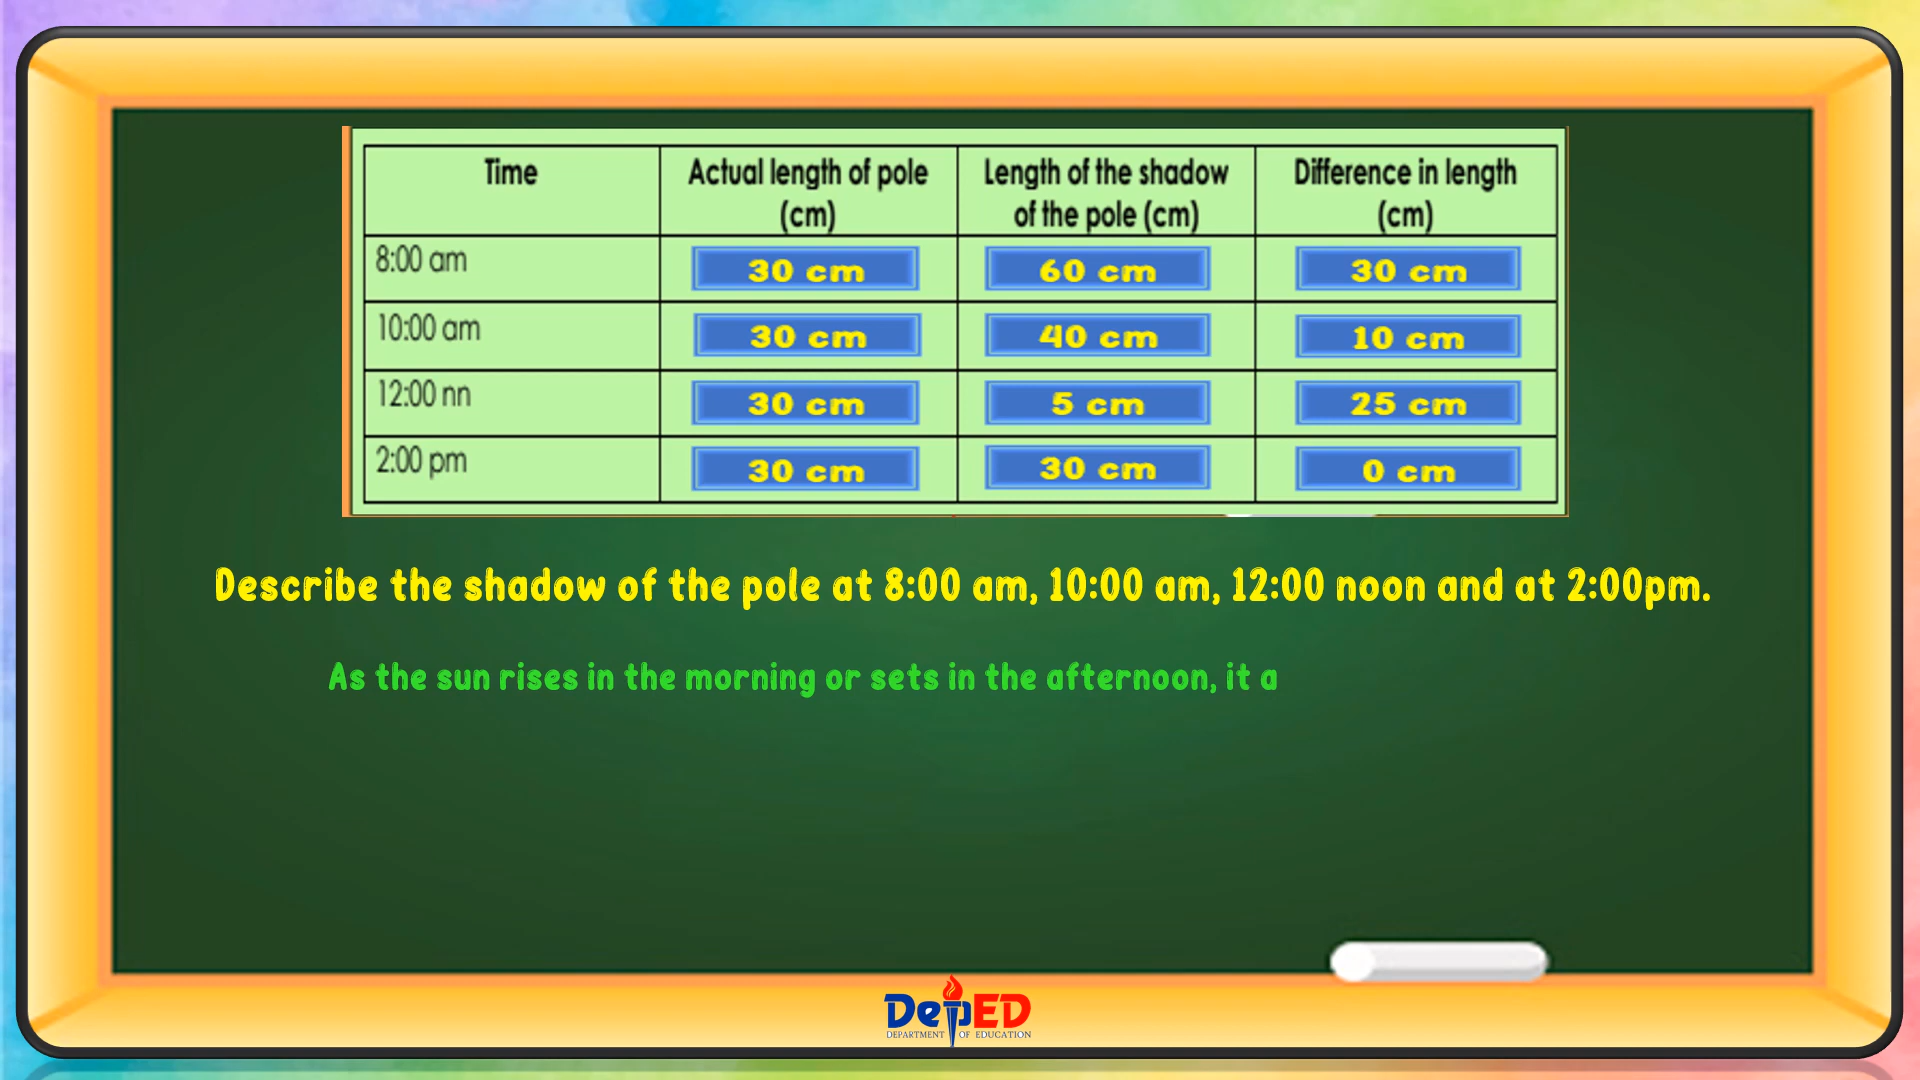 Time Actual length of pole (cm) Length of the shadow of the pole (cm) Difference in length (cm)
8:00 am 30 cm 60 cm 30 cm
10:00 am 30 cm 40 cm 10 cm
12:00 nn 30 cm 5 cm 25 cm
2:00 pm 30 cm 30 cm 0 cm
Describe the shadow of the pole at 8:00 am, 10:00 am, 12:00 noon and at 2:00pm.
As the sun rises in the morning or sets in the afternoon, it a
DepED
DEPARTMENT OF EDUCATION